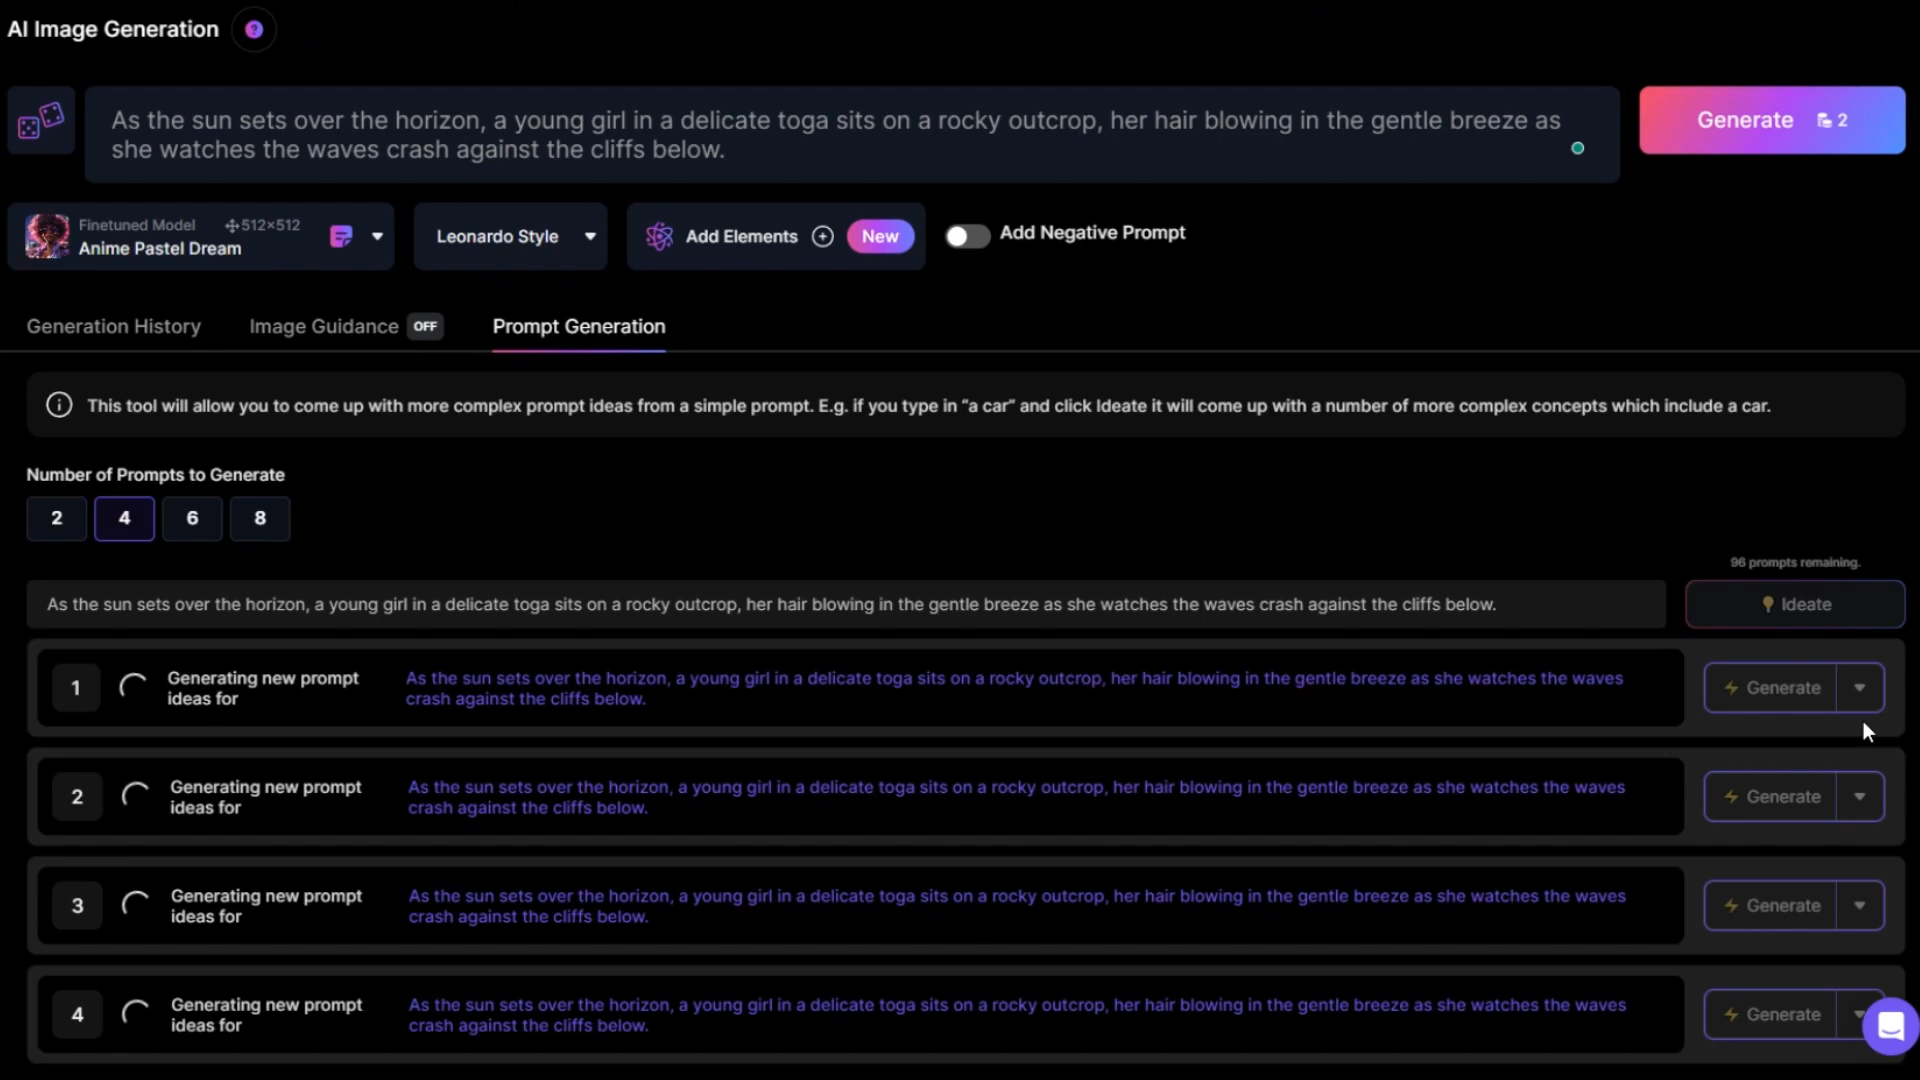 AI Image Generation ?
As the sun sets over the horizon, a young girl in a delicate toga sits on a rocky outcrop, her hair blowing in the gentle breeze as
she watches the waves crash against the cliffs below.
Generate 2
Finetuned Model 512×512
Anime Pastel Dream
Leonardo Style
Add Elements
New
Add Negative Prompt
Generation History
Image Guidance OFF
Prompt Generation
This tool will allow you to come up with more complex prompt ideas from a simple prompt. E.g. if you type in “a car” and click Ideate it will come up with a number of more complex concepts which include a car.
Number of Prompts to Generate
2 4 6 8
96 prompts remaining.
As the sun sets over the horizon, a young girl in a delicate toga sits on a rocky outcrop, her hair blowing in the gentle breeze as she watches the waves crash against the cliffs below.
Ideate
1
Generating new prompt
ideas for
As the sun sets over the horizon, a young girl in a delicate toga sits on a rocky outcrop, her hair blowing in the gentle breeze as she watches the waves
crash against the cliffs below.
Generate
2
Generating new prompt
ideas for
As the sun sets over the horizon, a young girl in a delicate toga sits on a rocky outcrop, her hair blowing in the gentle breeze as she watches the waves
crash against the cliffs below.
Generate
3
Generating new prompt
ideas for
As the sun sets over the horizon, a young girl in a delicate toga sits on a rocky outcrop, her hair blowing in the gentle breeze as she watches the waves
crash against the cliffs below.
Generate
4
Generating new prompt
ideas for
As the sun sets over the horizon, a young girl in a delicate toga sits on a rocky outcrop, her hair blowing in the gentle breeze as she watches the waves
crash against the cliffs below.
Generate